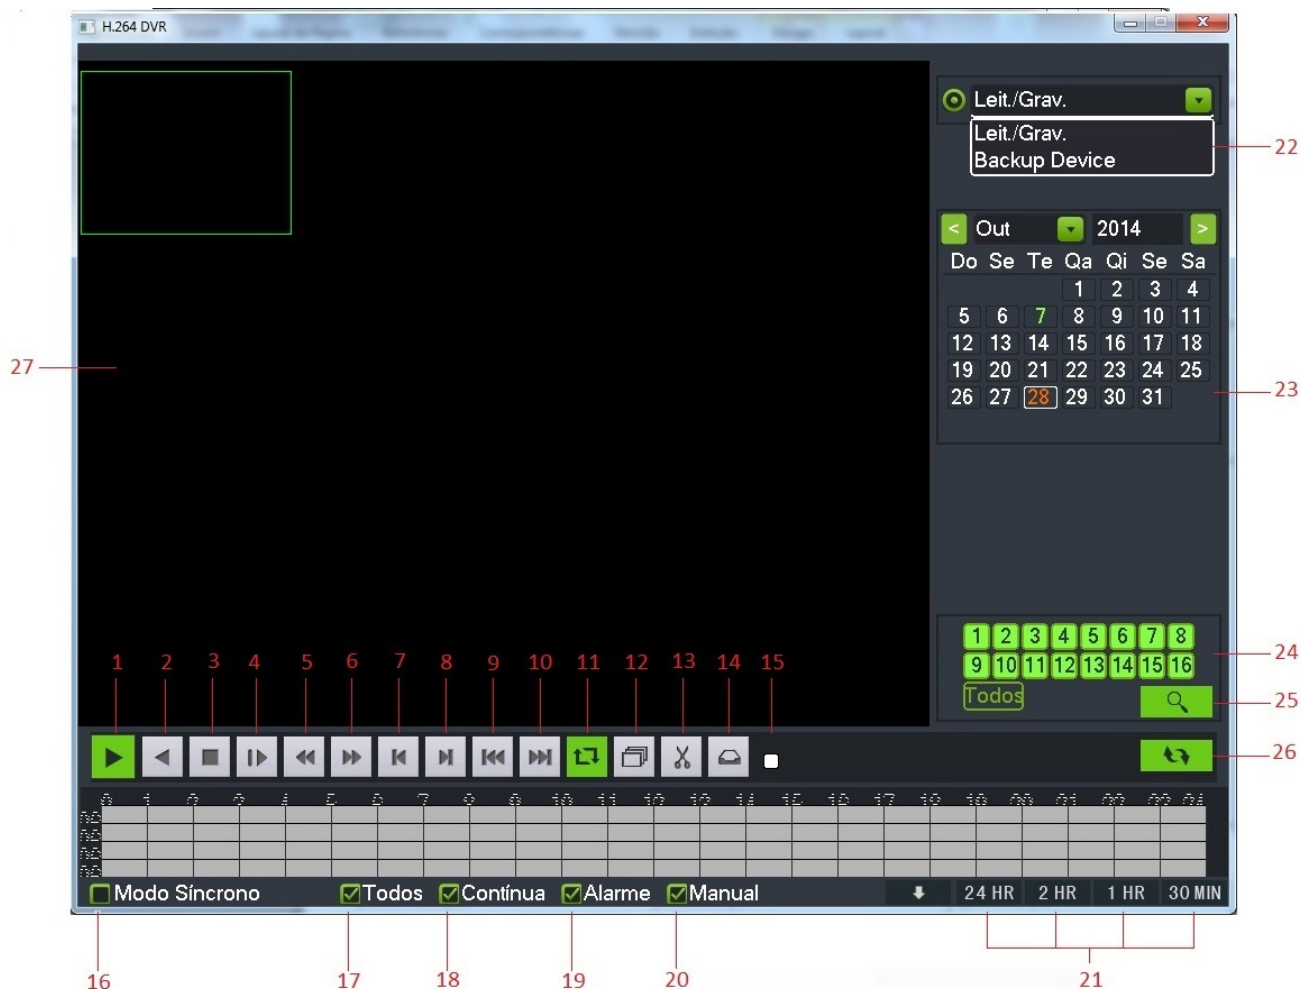 H.264 DVR
Leit./Grav.
Leit./Grav.
Backup Device
22
< Out 2014 >
Do Se Te Qa Qi Se Sa
1 2 3 4
5 6 7 8 9 10 11
12 13 14 15 16 17 18
19 20 21 22 23 24 25
26 27 28 29 30 31
27
23
1 2 3 4 5 6 7 8
9 10 11 12 13 14 15 16
Todos
24
25
1 2 3 4 5 6 7 8 9 10 11 12 13 14 15
26
Modo Síncrono Todos Contínua Alarme Manual 24 HR 2 HR 1 HR 30 MIN
16 17 18 19 20 21